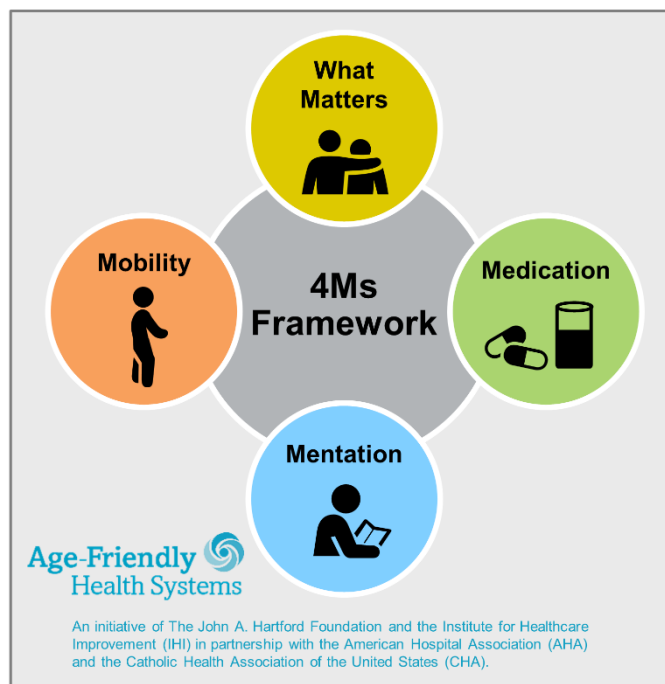 What
Matters
Mobility
4Ms
Framework
Medication
Mentation
Age-Friendly
Health Systems
An initiative of The John A. Hartford Foundation and the Institute for Healthcare
Improvement (IHI) in partnership with the American Hospital Association (AHA)
and the Catholic Health Association of the United States (CHA).